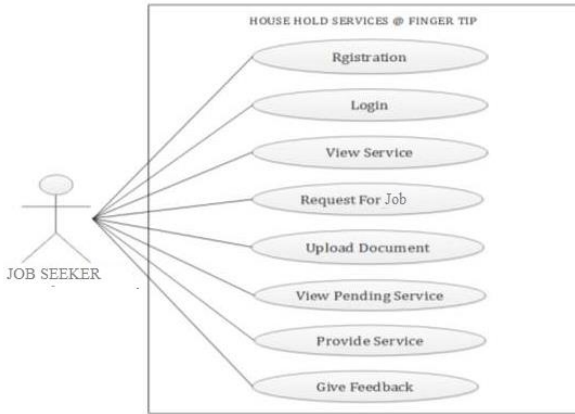 HOUSE HOLD SERVICES @ FINGER TIP
Rgistration
Login
View Service
Request For Job
Upload Document
JOB SEEKER
View Pending Service
Provide Service
Give Feedback